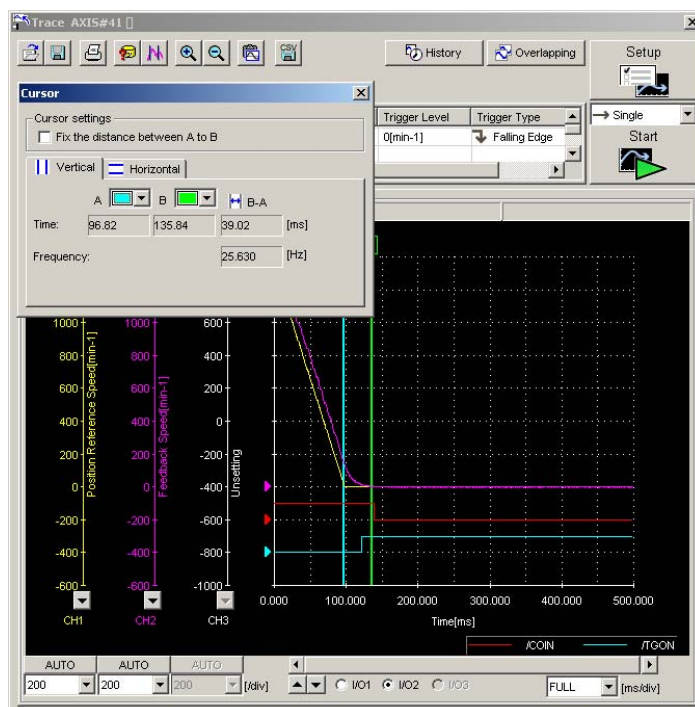 Trace AXIS#41 []
CSV
History
Overlapping
Setup
Cursor
Cursor settings
Fix the distance between A to B
Trigger Level
Trigger Type
0[min-1]
Falling Edge
Single
Start
Vertical
Horizontal
A
B
B-A
Time:
96.82
135.84
39.02
[ms]
Frequency:
25.630
[Hz]
1000
800
600
400
200
0
-200
-400
-600
Position Reference Speed[min-1]
1000
800
600
400
200
0
-200
-400
-600
Feedback Speed[min-1]
600
400
200
0
-200
-400
-600
-800
-1000
Unsetting
CH1
CH2
CH3
0.000
100.000
200.000
300.000
400.000
500.000
Time[ms]
/COIN
/TGON
AUTO
AUTO
AUTO
200
200
200
[/div]
I/O1
I/O2
I/O3
FULL
[ms/div]